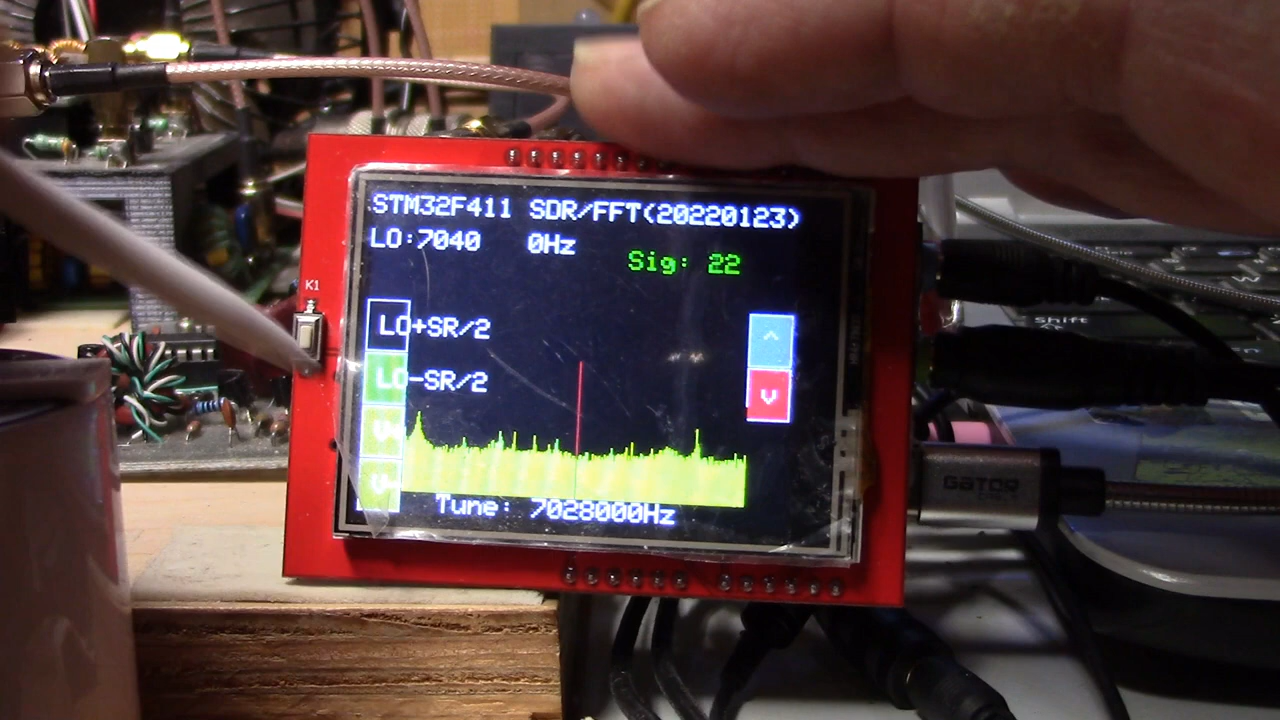 STM32F411 SDR/FFT(20220123)
LO:7040 0Hz
Sig: 22
K1
LO+SR/2
^
LO-SR/2
v
V+
V-
Tune: 7028000Hz
GATOR
Shift
W